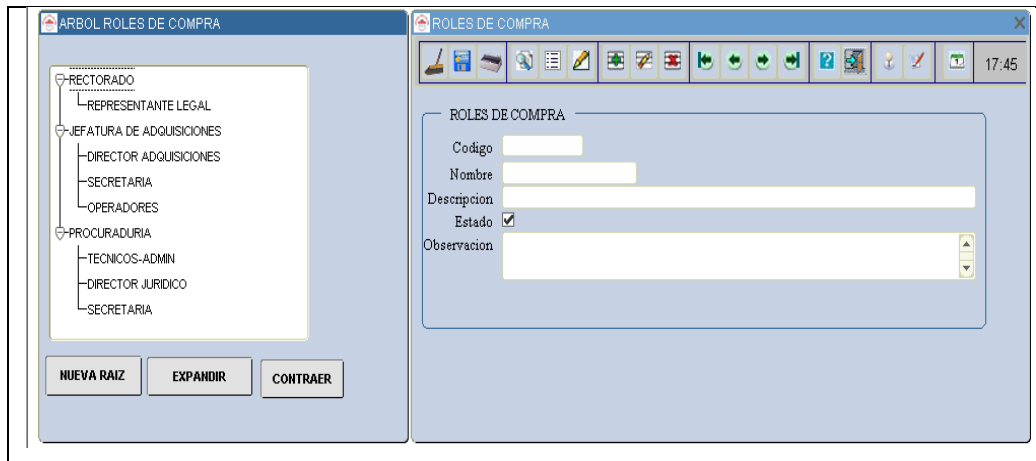 ARBOL ROLES DE COMPRA
RECTORADO
REPRESENTANTE LEGAL
JEFATURA DE ADQUISICIONES
DIRECTOR ADQUISICIONES
SECRETARIA
OPERADORES
PROCURADURIA
TECNICOS-ADMIN
DIRECTOR JURIDICO
SECRETARIA
NUEVA RAIZ EXPANDIR CONTRAER
ROLES DE COMPRA
17:45
ROLES DE COMPRA
Codigo
Nombre
Descripcion
Estado
Observacion